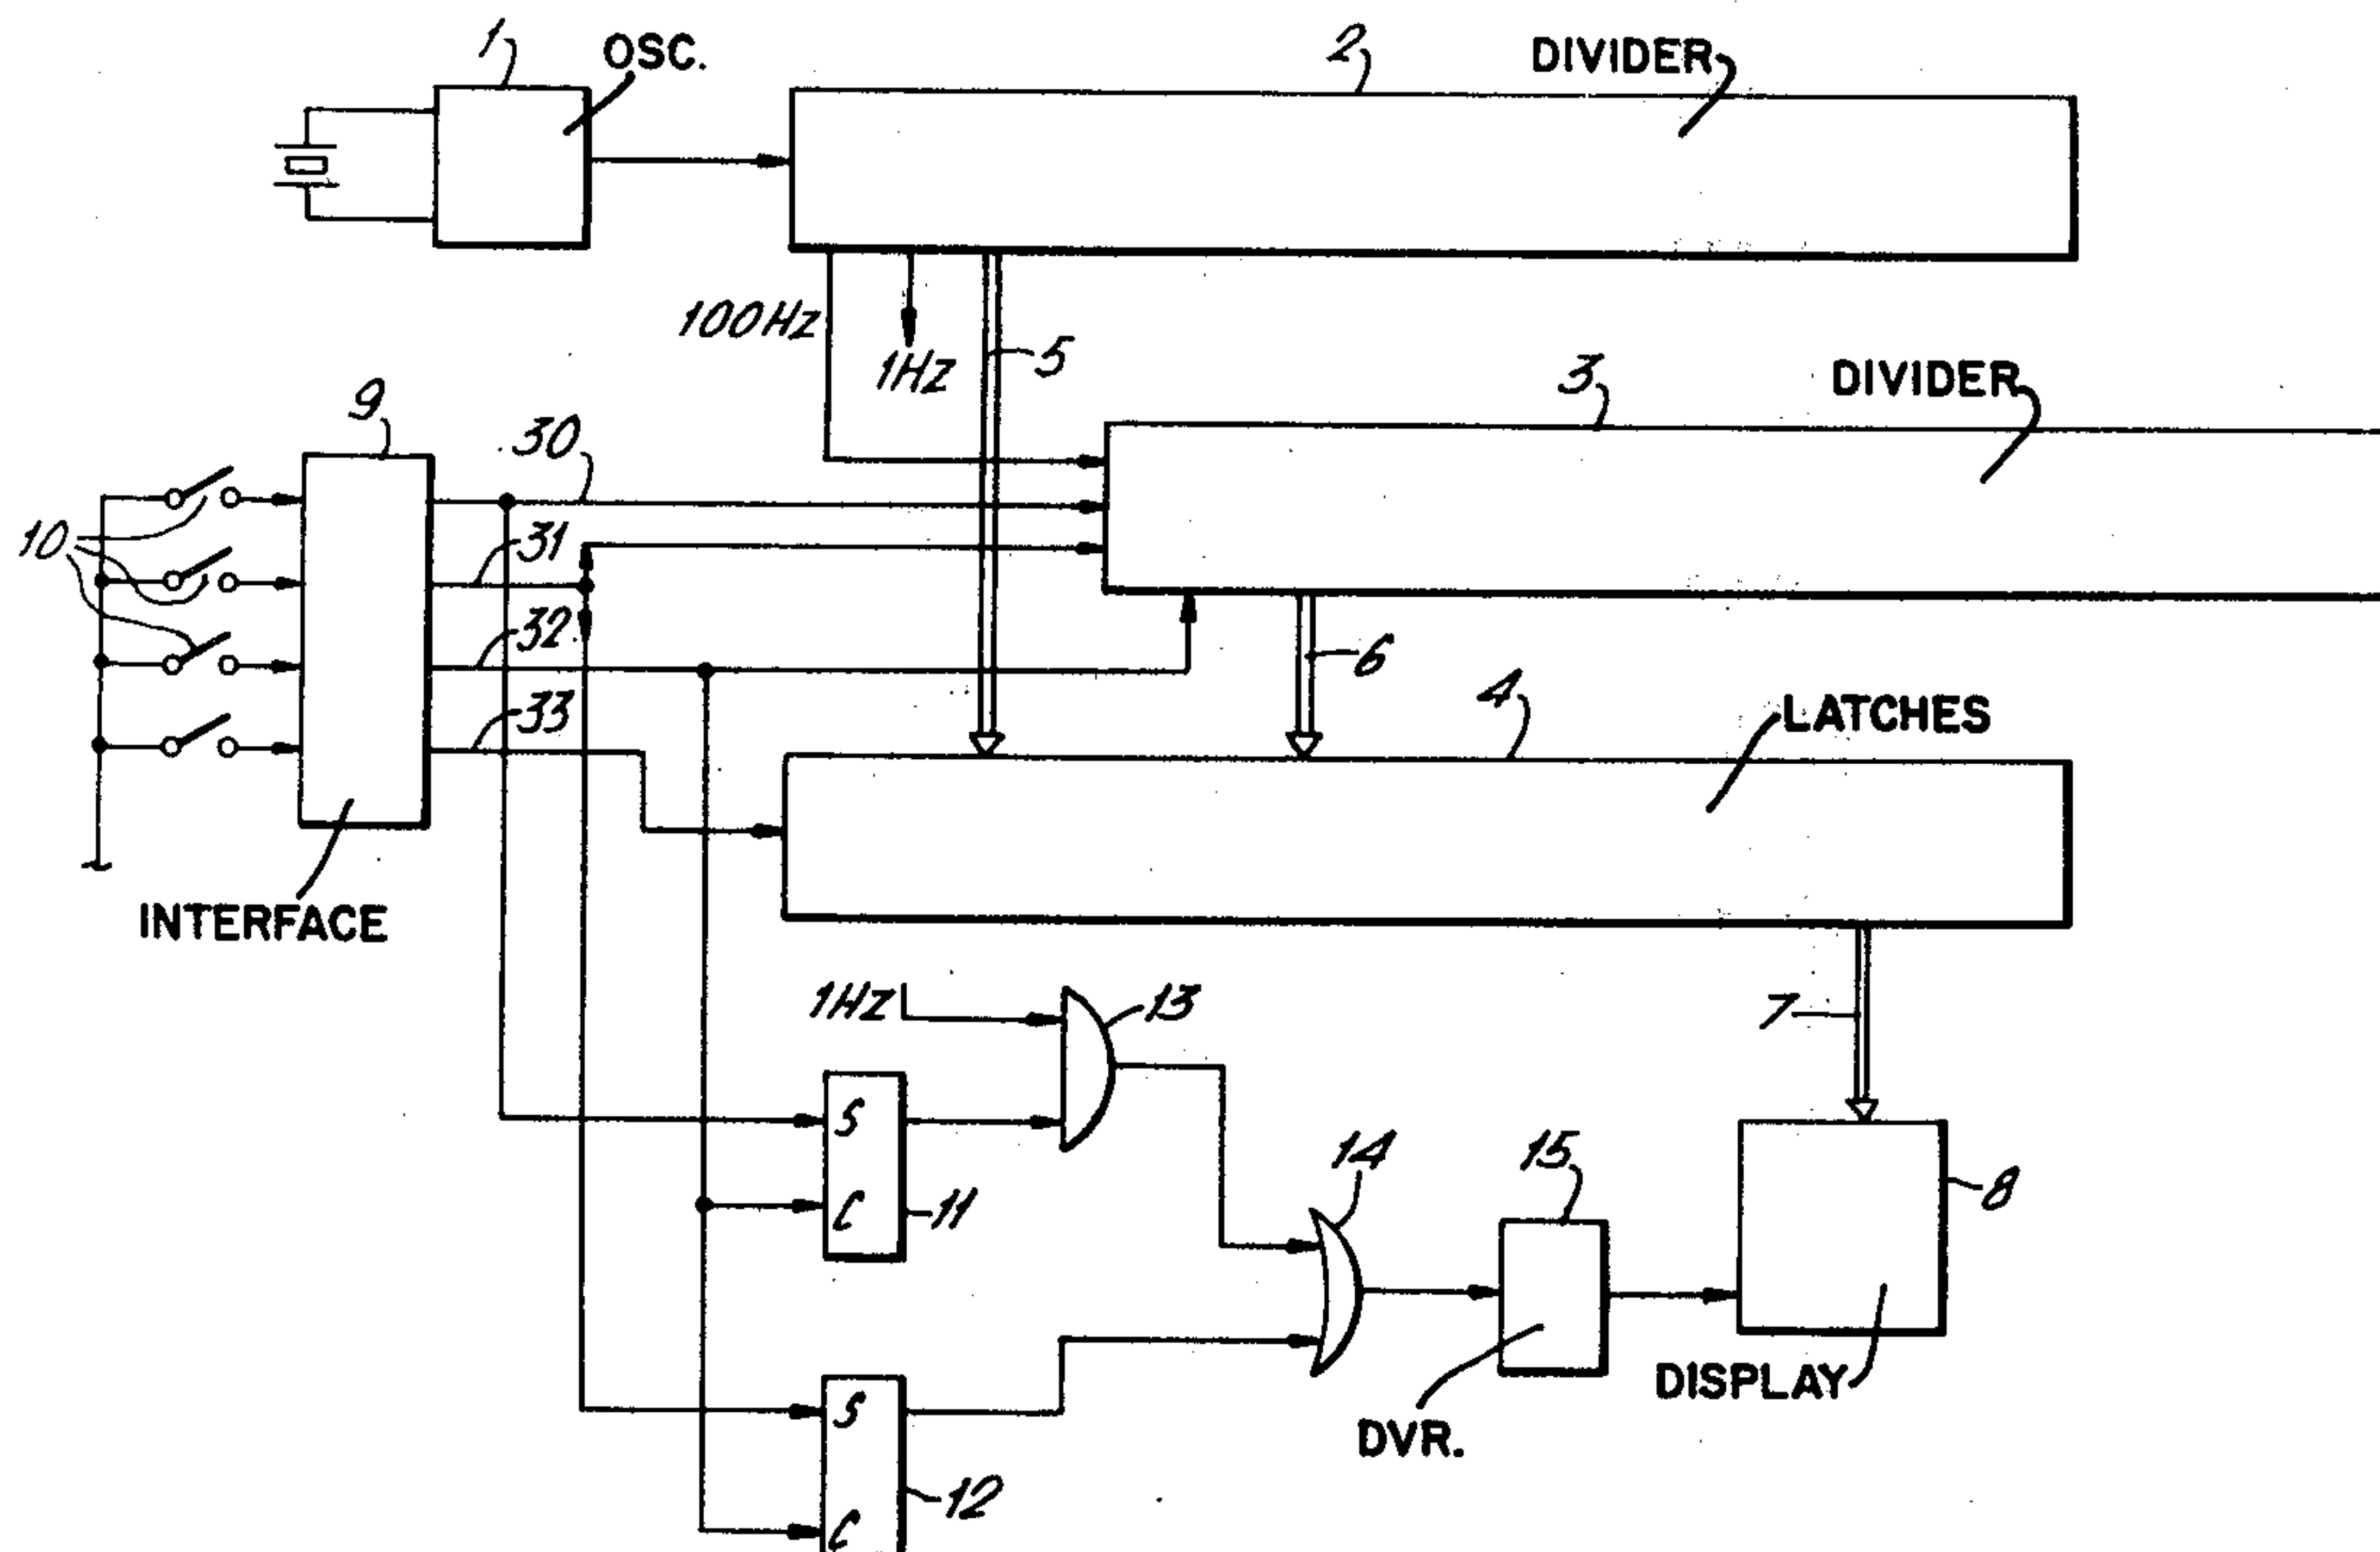 1
OSC.
2
DIVIDER
100HZ
1HZ
5
3
DIVIDER
9
30
10
31
32
33
6
4
LATCHES
INTERFACE
1HZ
13
7
S
C
11
14
15
8
S
C
12
DVR.
DISPLAY